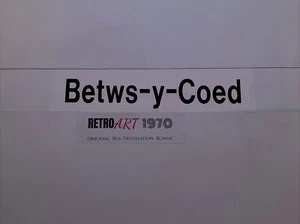 Betws-y-Coed
RETROART 1970
ORIGINAL BUS DESTINATION BLINDS